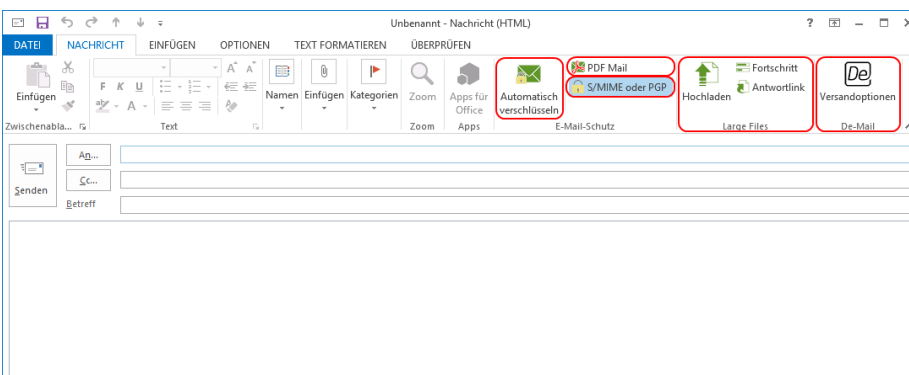 Unbenannt - Nachricht (HTML)
?
DATEI NACHRICHT EINFÜGEN OPTIONEN TEXT FORMATIEREN ÜBERPRÜFEN
Einfügen
F K U
A
Namen
Einfügen
Kategorien
Zoom
Apps für
Office
Automatisch
verschlüsseln
PDF Mail
S/MIME oder PGP
Hochladen
Fortschritt
Antwortlink
De
Versandoptionen
Zwischenabla... Text Zoom Apps E-Mail-Schutz Large Files De-Mail
Senden
An...
Cc...
Betreff